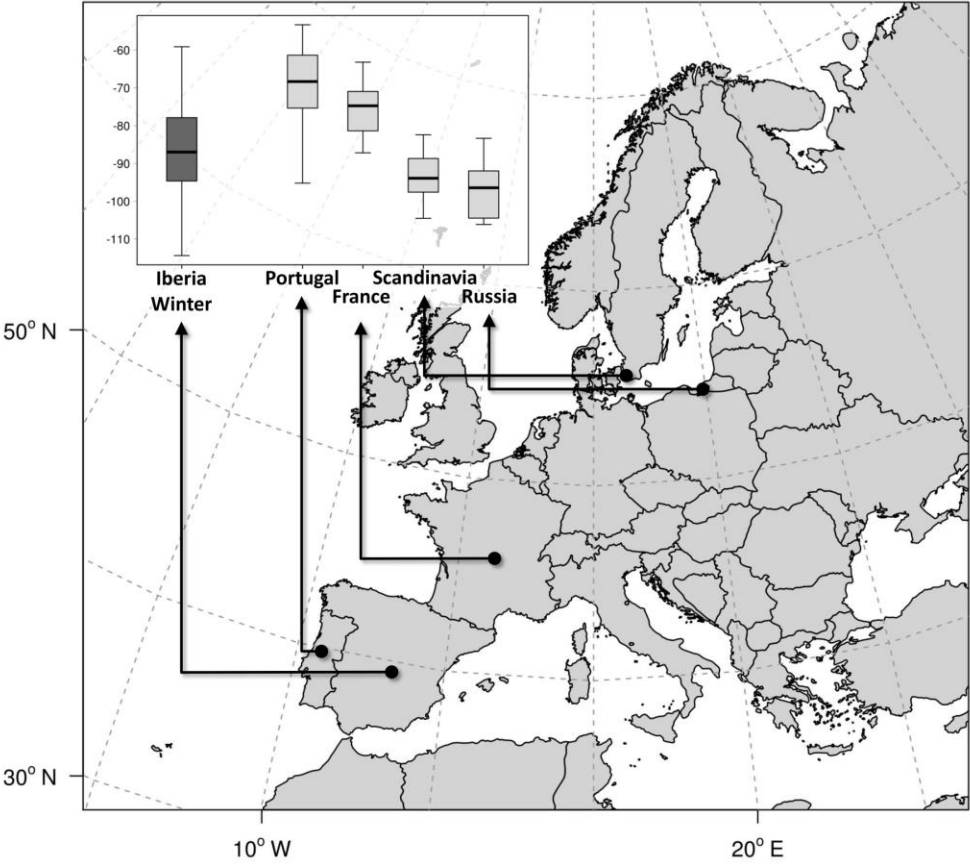 -60
-70
-80
-90
-100
-110
Iberia
Winter
Portugal
France
Scandinavia
Russia
50° N
30° N
10° W
20° E